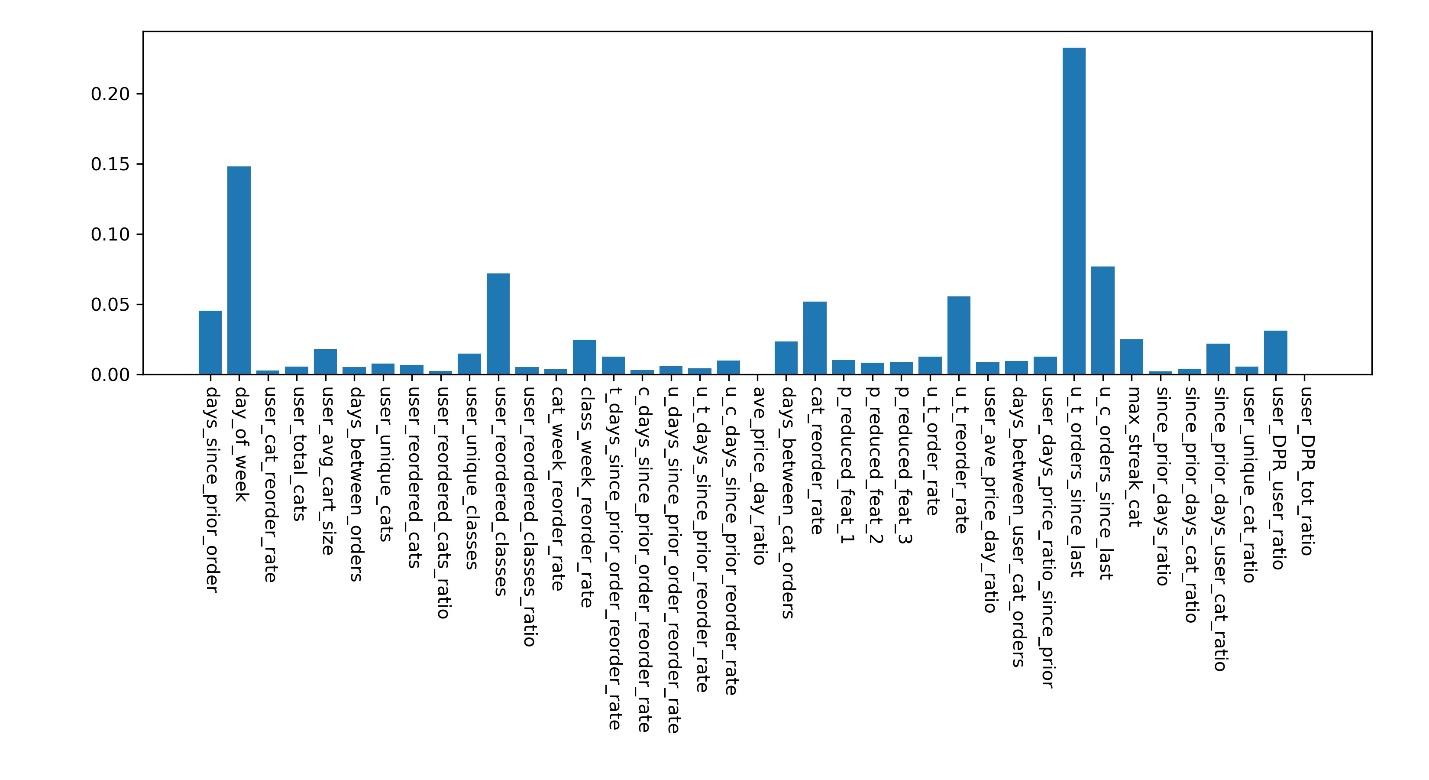 0.20
0.15
0.10
0.05
0.00
days_since_prior_order
day_of_week
user_cat_reorder_rate
user_total_cats
user_avg_cart_size
days_between_orders
user_unique_cats
user_reordered_cats
user_reordered_cats_ratio
user_unique_classes
user_reordered_classes
user_reordered_classes_ratio
cat_week_reorder_rate
class_week_reorder_rate
t_days_since_prior_order_reorder_rate
c_days_since_prior_order_reorder_rate
u_days_since_prior_order_reorder_rate
u_t_days_since_prior_reorder_rate
u_c_days_since_prior_reorder_rate
ave_price_day_ratio
days_between_cat_orders
cat_reorder_rate
p_reduced_feat_1
p_reduced_feat_2
p_reduced_feat_3
u_t_order_rate
u_t_reorder_rate
user_ave_price_day_ratio
days_between_user_cat_orders
user_days_price_ratio_since_prior
u_t_orders_since_last
u_c_orders_since_last
max_streak_cat
since_prior_days_ratio
since_prior_days_cat_ratio
since_prior_days_user_cat_ratio
user_unique_cat_ratio
user_DPR_user_ratio
user_DPR_tot_ratio